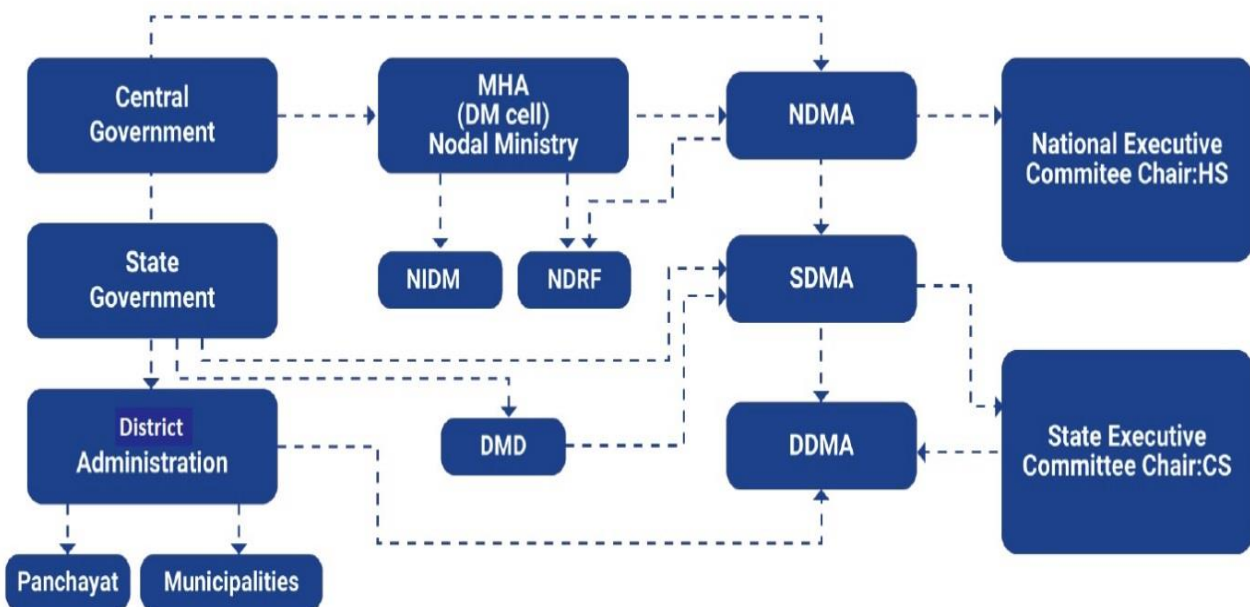 Central
Government
MHA
(DM cell)
Nodal Ministry
NDMA
National Executive
Commitee Chair:HS
State
Government
NIDM
NDRF
SDMA
District
Administration
DMD
DDMA
State Executive
Committee Chair:CS
Panchayat
Municipalities